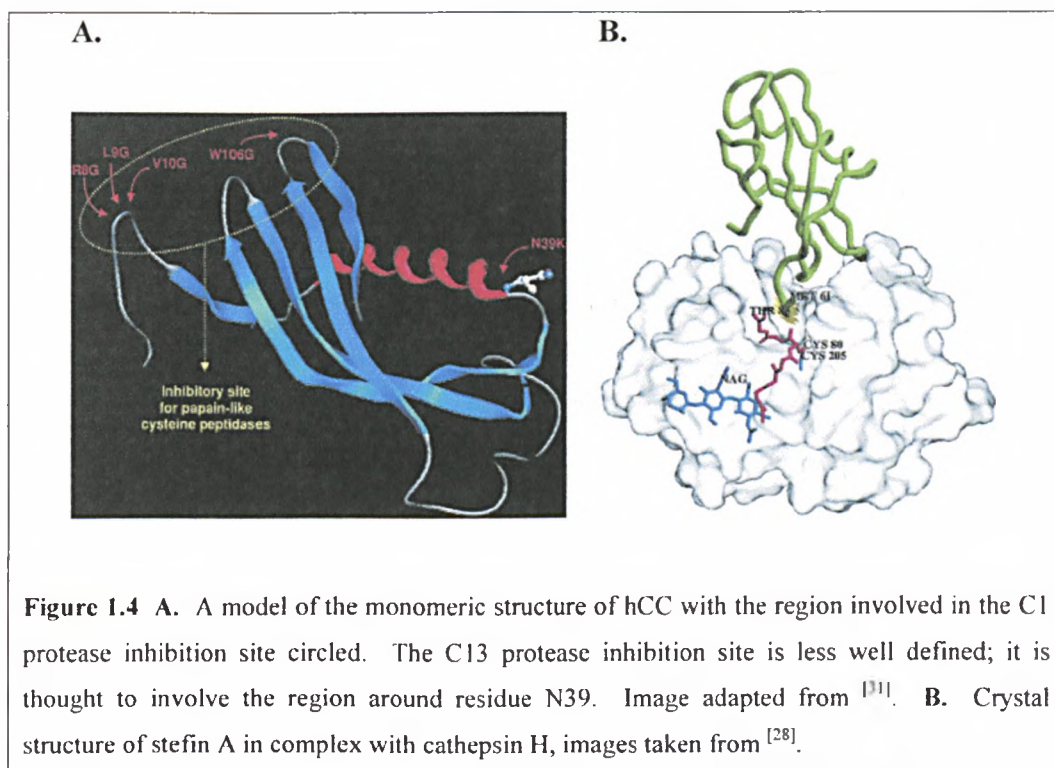 A.
B.
L9G
R8G
V10G
W106G
N39K
Inhibitory site
for papain-like
cysteine peptidases
CYS 80
CYS 205
NAG
Figure 1.4 A. A model of the monomeric structure of hCC with the region involved in the C1
protease inhibition site circled. The C13 protease inhibition site is less well defined; it is
thought to involve the region around residue N39. Image adapted from [31]. B. Crystal
structure of stefin A in complex with cathepsin H, images taken from [28].